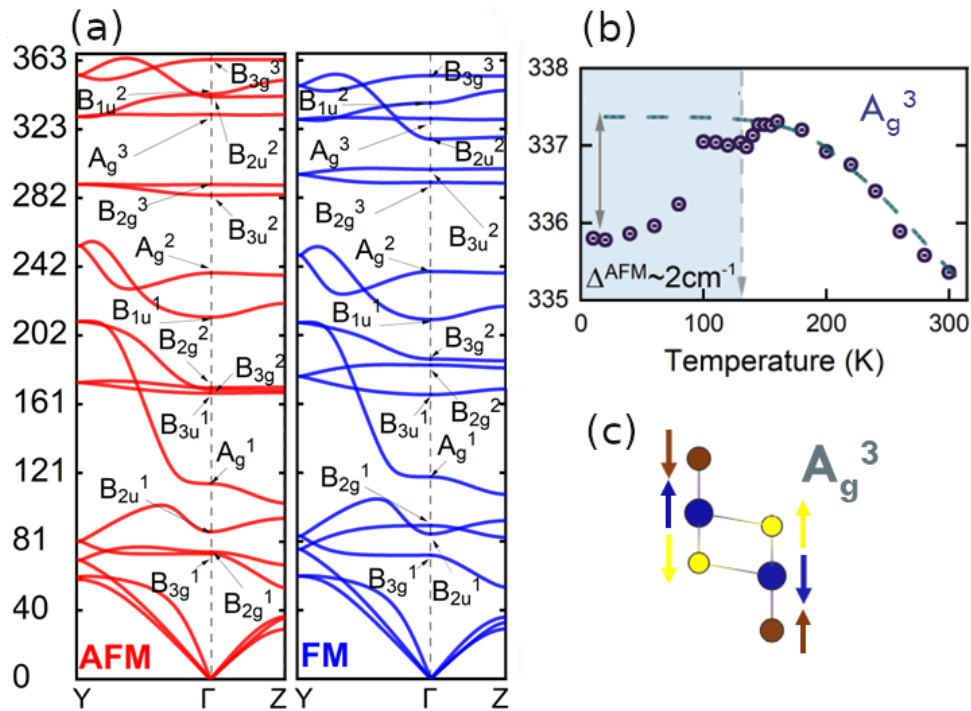 (a)
363
323
282
242
202
161
121
81
40
0
B3g3
B1u2
B2u2
Ag3
B2g3
B3u2
Ag2
B1u1
B2g2
B3g2
B3u1
Ag1
B2u1
B3g1
B2g1
AFM
Y Γ Z
B3g3
B1u2
Ag3
B2u2
B2g3
B3u2
Ag2
B1u1
B3g2
B3u1
B2g2
Ag1
B2g1
B3g1
B2u1
FM
Y Γ Z
(b)
338
337
336
335
Ag3
ΔAFM~2cm-1
0 100 200 300
Temperature (K)
(c)
Ag3